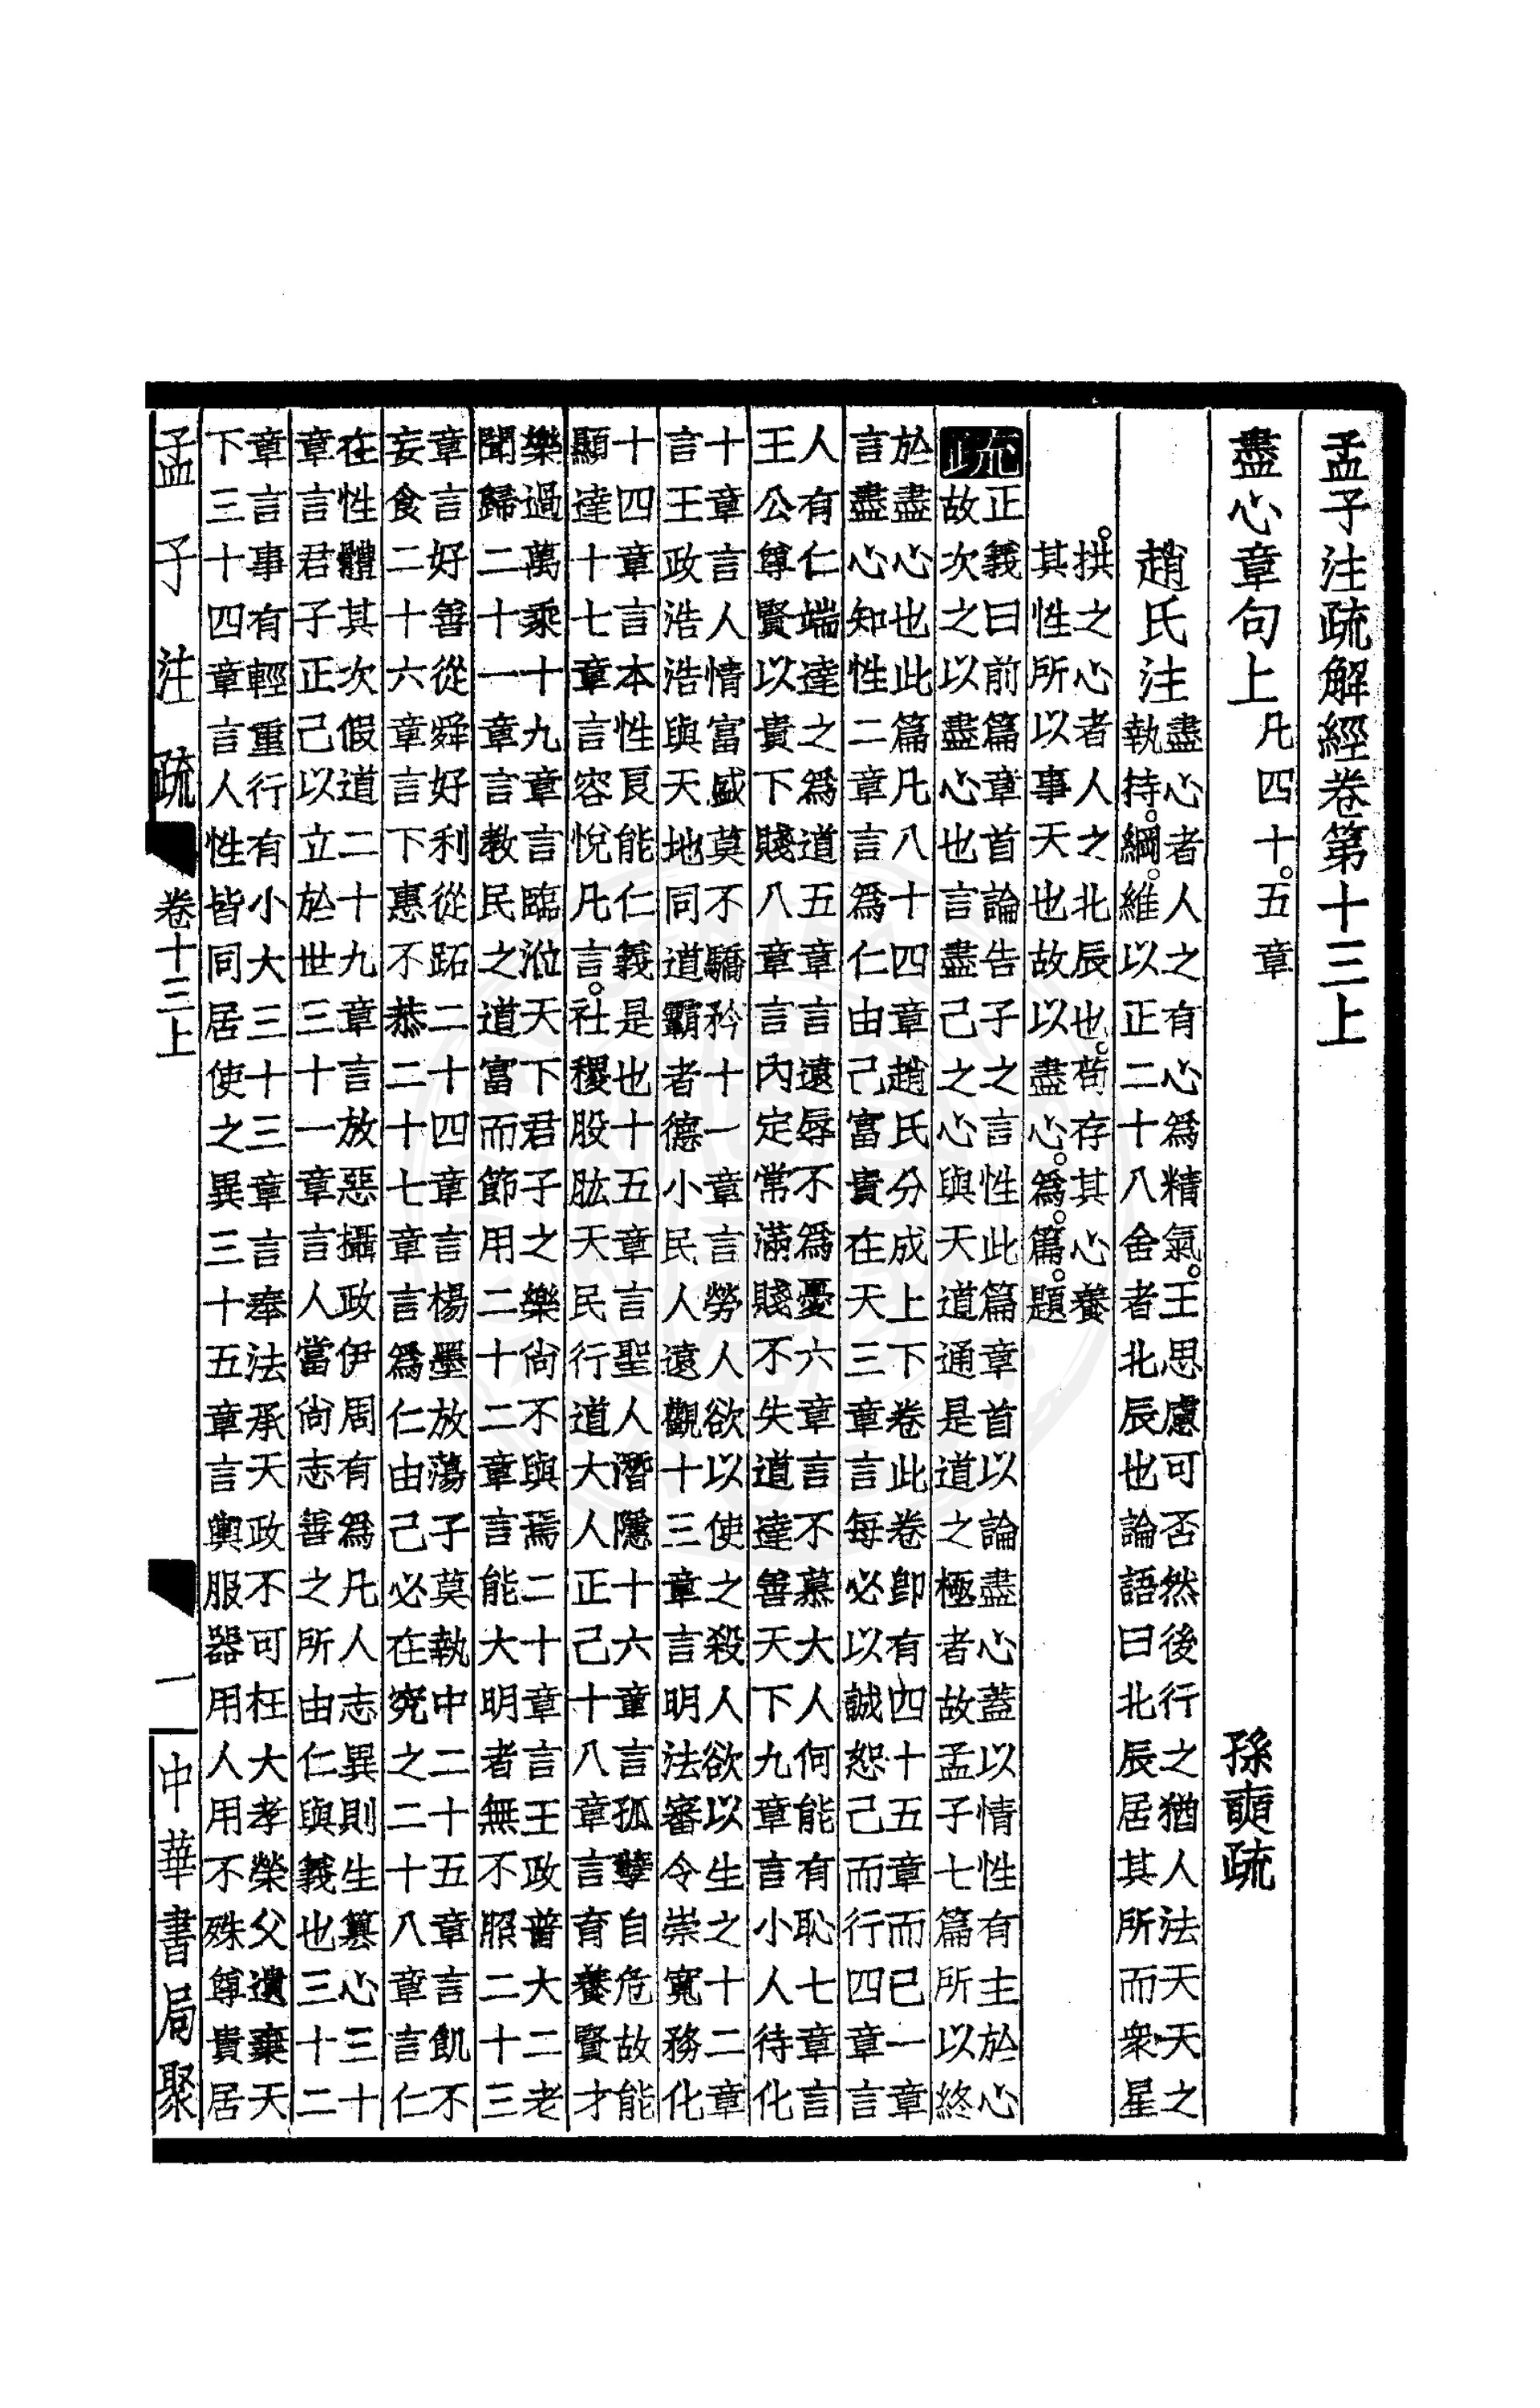 孟子注疏解經卷第十三上
盡心章句上 凡四十五章 孫奭疏
趙氏注
盡心者人之有心爲精氣王思慮可否然後行之猶人法天天之
執持綱維以正二十八舍者北辰也論語曰北辰居其所而衆星
拱之心者人之北辰也苟存其心養
其性所以事天也故以盡心爲篇題
疏
正義曰前篇章首論告子之言性此篇章首以論盡心蓋以情性有主於心
故次之以盡心也言盡己之心與天道通是道之極者故孟子七篇所以終
於盡心也此篇凡八十四章趙氏分成上下卷此卷卽有四十五章而已一章
言盡心知性二章言爲仁由己富貴在天三章言每必以誠恕己而行四章言
人有仁端達之爲道五章言遠辱不爲憂六章言不慕大人何能有恥七章言
王公尊賢以貴下賤八章言內定常滿賤不失道達善天下九章言小人待化
十章言人情富盛莫不驕矜十一章言勞人欲以使之殺人欲以生之十二章
言王政浩浩與天地同道霸者德小民人遠觀十三章言明法審令崇寬務化
十四章言本性良能仁義是也十五章言聖人潛隱十六章言孤孽自危故能
顯達十七章言容悅凡言社稷股肱天民行道大人正己十八章言育養賢才
樂過萬乘十九章言臨涖天下君子之樂尙不與焉二十章言王政普大二老
聞歸二十一章言教民之道富而節用二十二章言能大明者無不照二十三
章言好善從舜好利從跖二十四章言楊墨放蕩子莫執中二十五章言飢不
妄食二十六章言下惠不恭二十七章言爲仁由己必在究之二十八章言仁
在性體其次假道二十九章言放惡攝政伊周有爲凡人志異則生篡心三十
章言君子正己以立於世三十一章言人當尙志善之所由仁與義也三十二
章言事有輕重行有小大三十三章言奉法承天政不可枉大孝榮父遺棄天
下三十四章言人性皆同居使之異三十五章言輿服器用人用不殊尊貴居
孟子注疏 卷十三上 一 中華書局聚